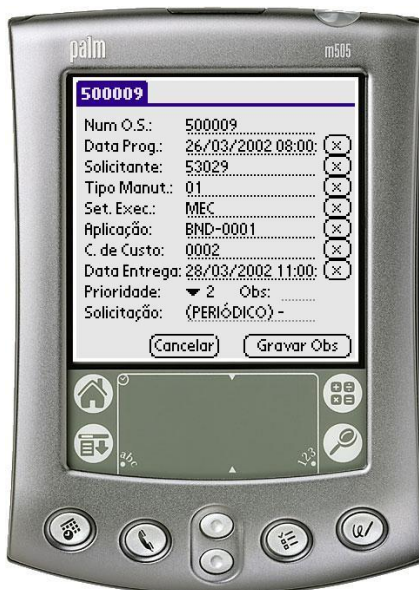 palm m505
500009
Num O.S.: 500009
Data Prog.: 26/03/2002 08:00:
Solicitante: 53029
Tipo Manut.: 01
Set. Exec.: MEC
Aplicação: BND-0001
C. de Custo: 0002
Data Entrega: 28/03/2002 11:00:
Prioridade: 2 Obs:
Solicitação: (PERIÓDICO) -
Cancelar Gravar Obs
abc 123